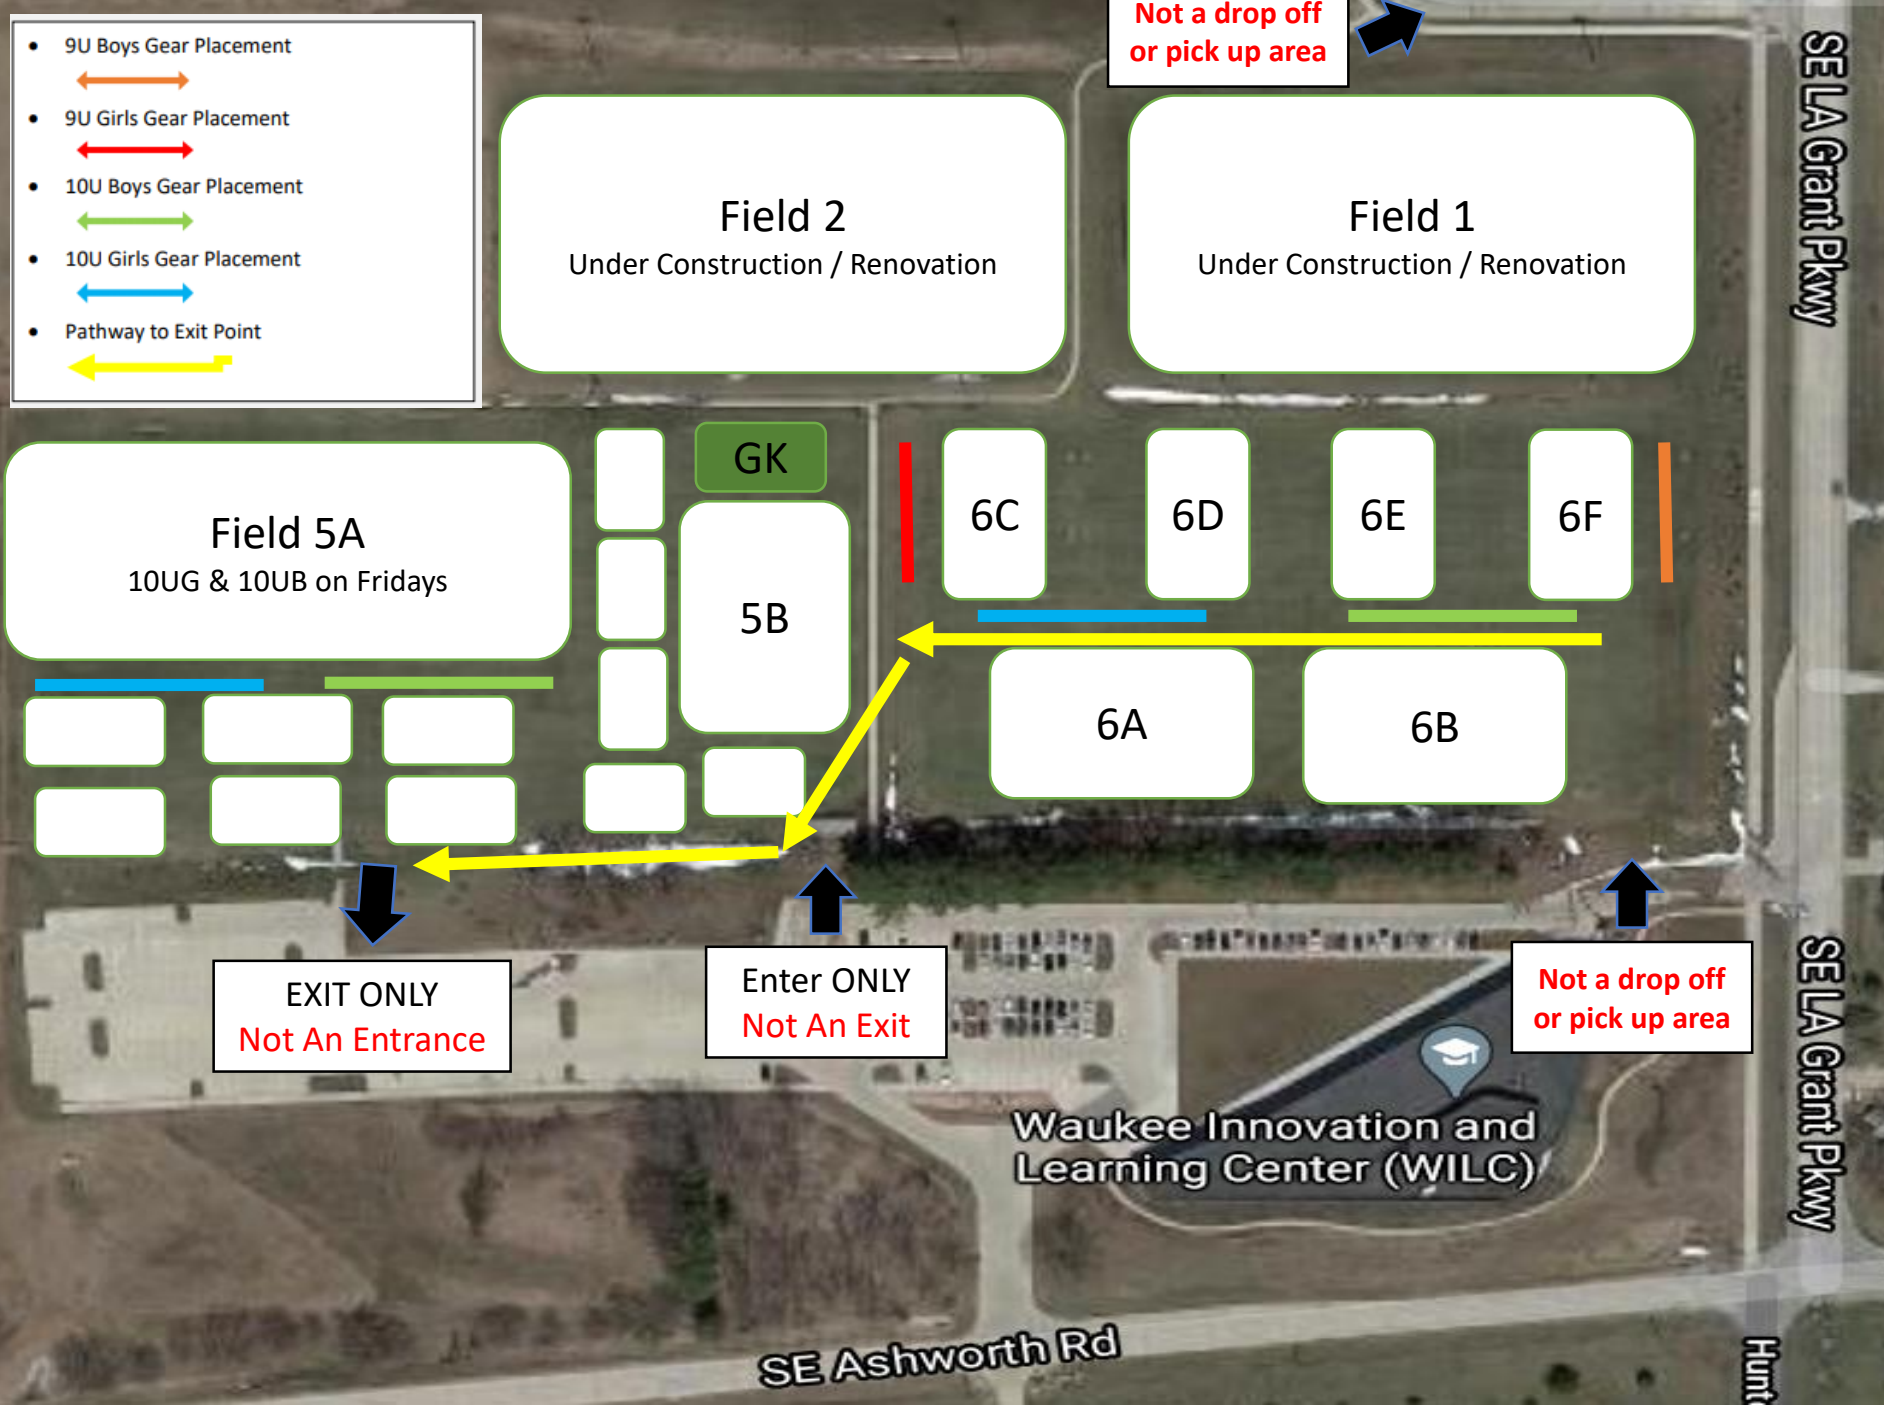 Not a drop off
or pick up area
9U Boys Gear Placement
9U Girls Gear Placement
10U Boys Gear Placement
10U Girls Gear Placement
Pathway to Exit Point
SE LA Grant Pkwy
Field 2
Under Construction / Renovation
Field 1
Under Construction / Renovation
GK
6C
6D
6E
6F
Field 5A
10UG & 10UB on Fridays
5B
6A
6B
EXIT ONLY
Not An Entrance
Enter ONLY
Not An Exit
Not a drop off
or pick up area
SE LA Grant Pkwy
Waukee Innovation and
Learning Center (WILC)
SE Ashworth Rd